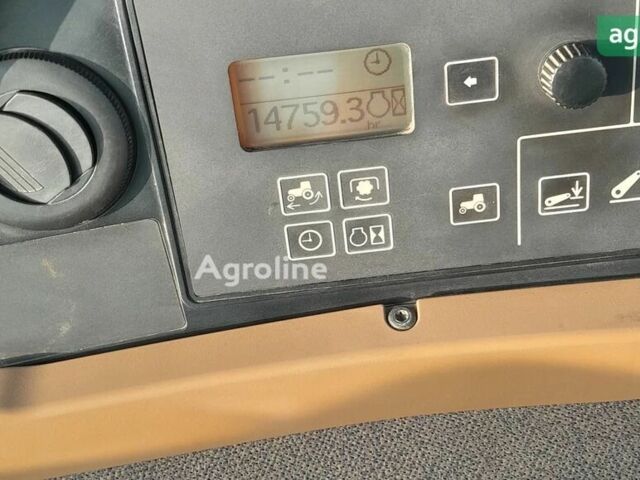 --:--
14759.3
hr
ag
Agroline